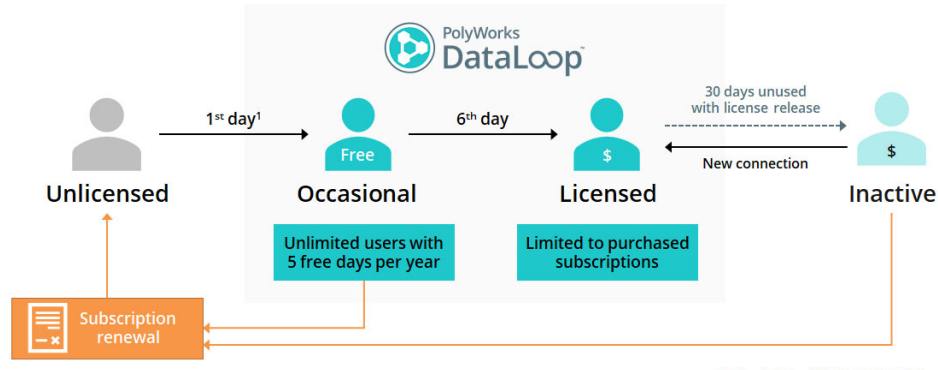 PolyWorks
DataLoop™
1st day¹
6th day
30 days unused
with license release
New connection
Free
$
$
Unlicensed
Occasional
Licensed
Inactive
Unlimited users with
5 free days per year
Limited to purchased
subscriptions
Subscription
renewal